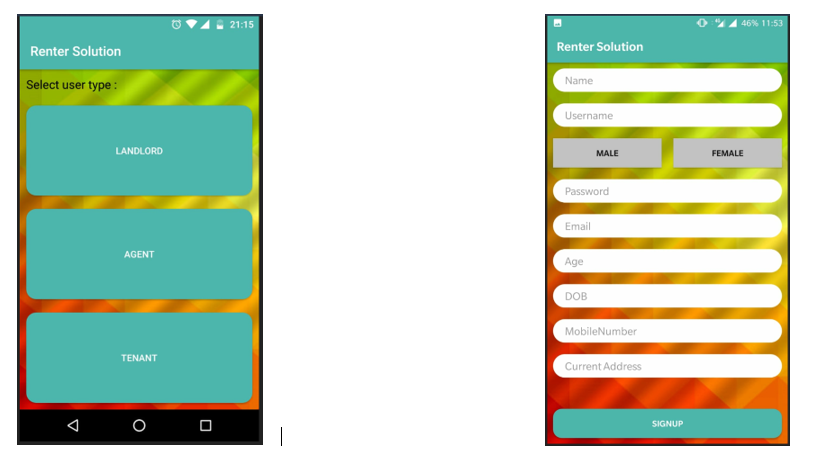 21:15
Renter Solution
Select user type :
LANDLORD
AGENT
TENANT
46% 11:53
Renter Solution
Name
Username
MALE FEMALE
Password
Email
Age
DOB
MobileNumber
Current Address
SIGNUP